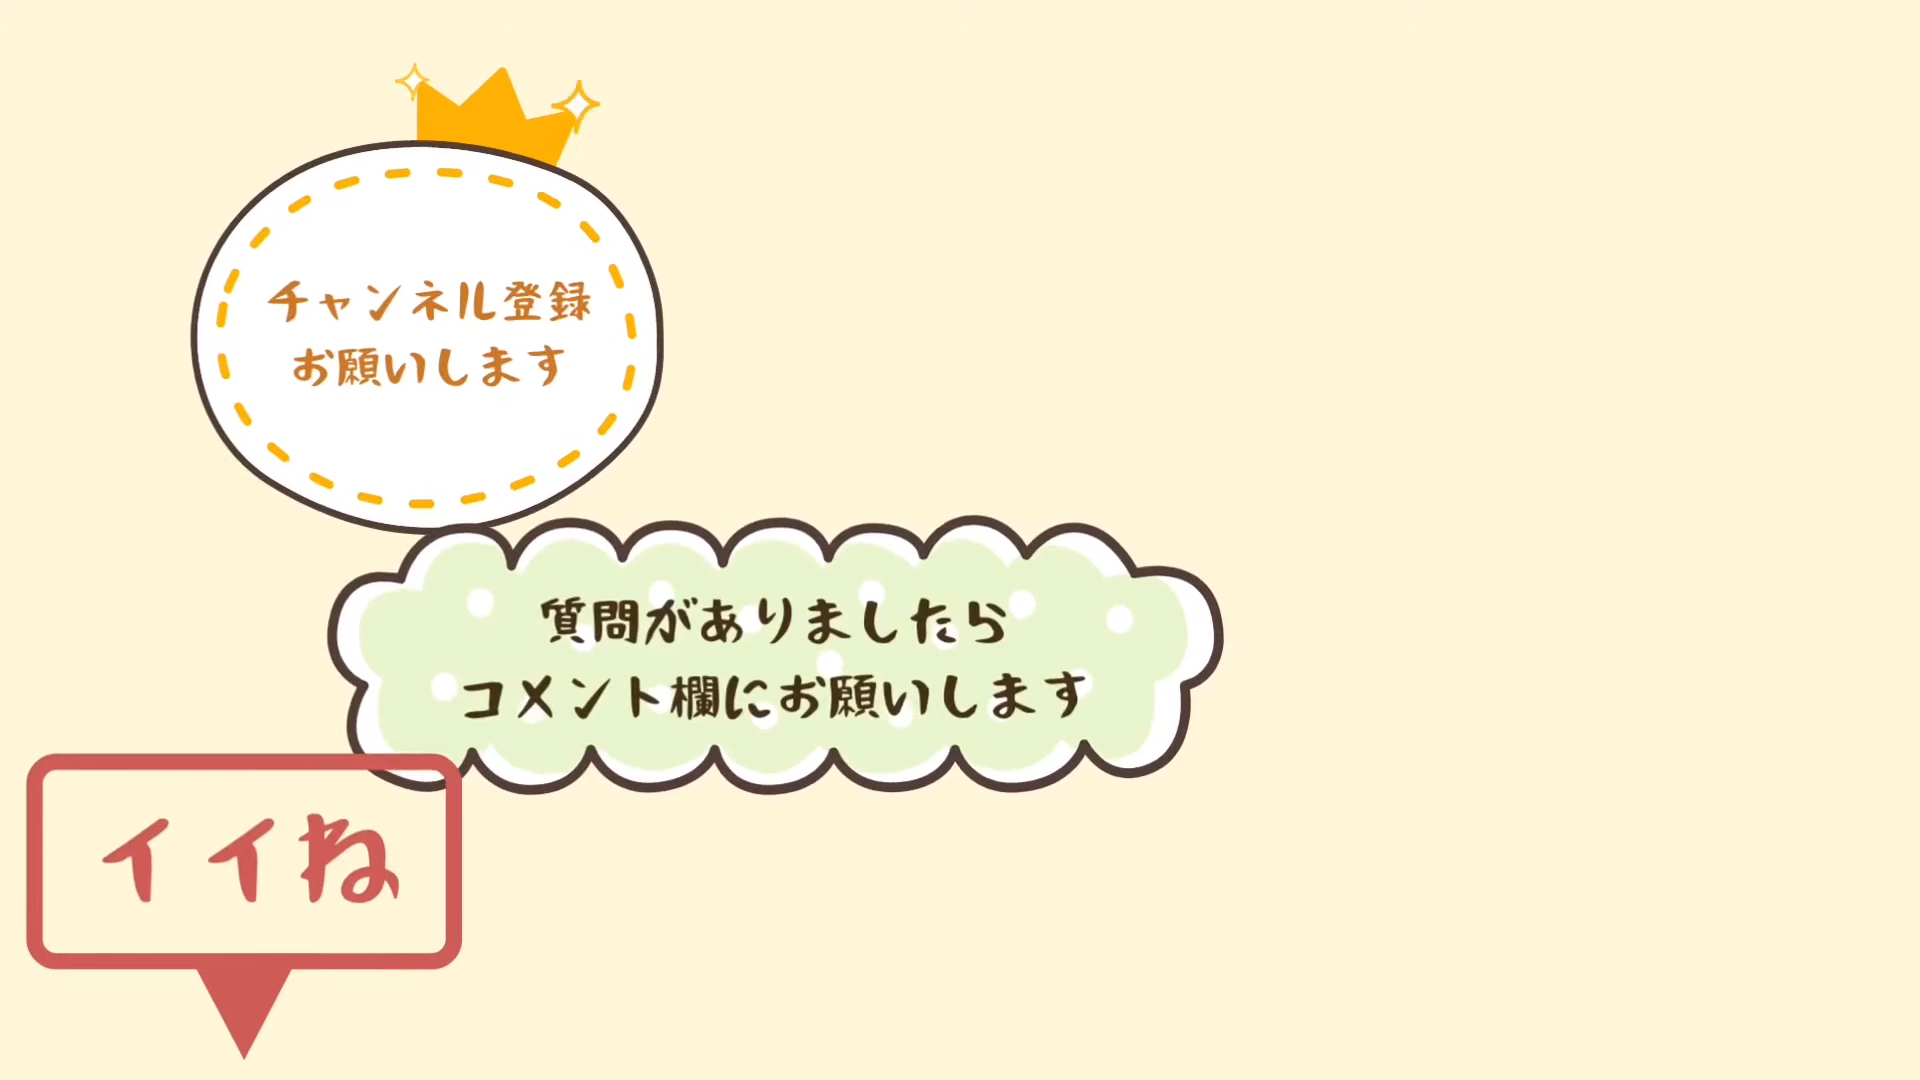 チャンネル登録
お願いします
質問がありましたら
コメント欄にお願いします
イイね